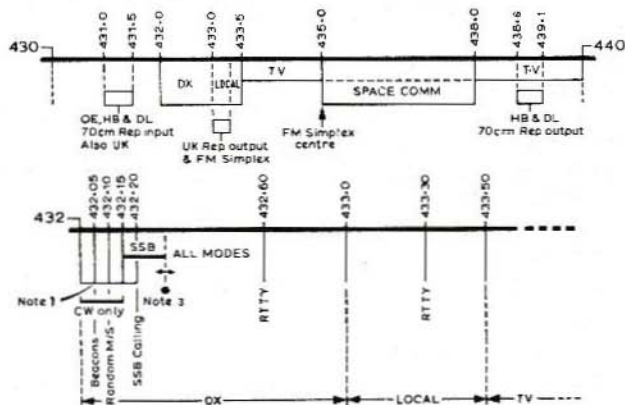 430
431·0
431·5
432·0
433·0
433·5
435·0
438·0
438·6
439·1
440
DX
LOCAL
T·V
SPACE COMM
T·V
OE, HB & DL
70cm Rep input
Also UK
UK Rep output
& FM Simplex
FM Simplex
centre
HB & DL
70cm Rep output
432
432·05
432·10
432·15
432·20
432·60
433·0
433·30
433·50
SSB
ALL MODES
Note 1
CW only
Note 3
Beacons
Random M/S
SSB Calling
RTTY
RTTY
DX
LOCAL
TV